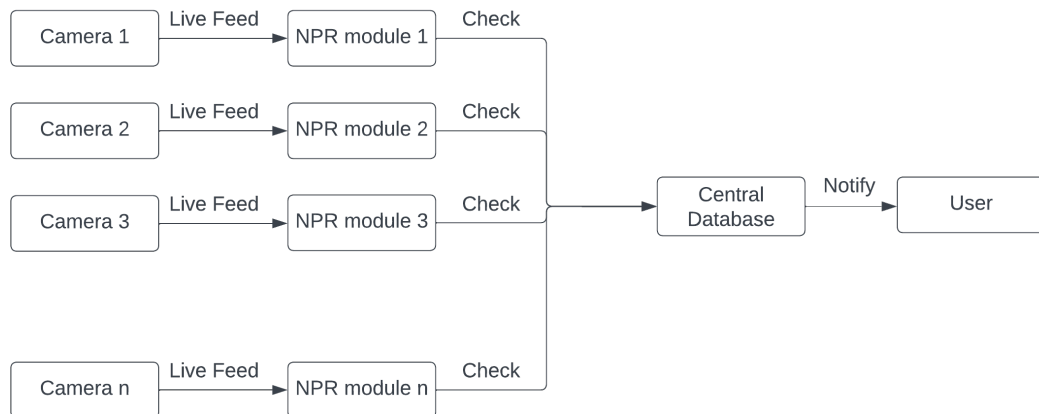 Camera 1
Live Feed
NPR module 1
Check
Camera 2
Live Feed
NPR module 2
Check
Camera 3
Live Feed
NPR module 3
Check
Central
Database
Notify
User
Camera n
Live Feed
NPR module n
Check